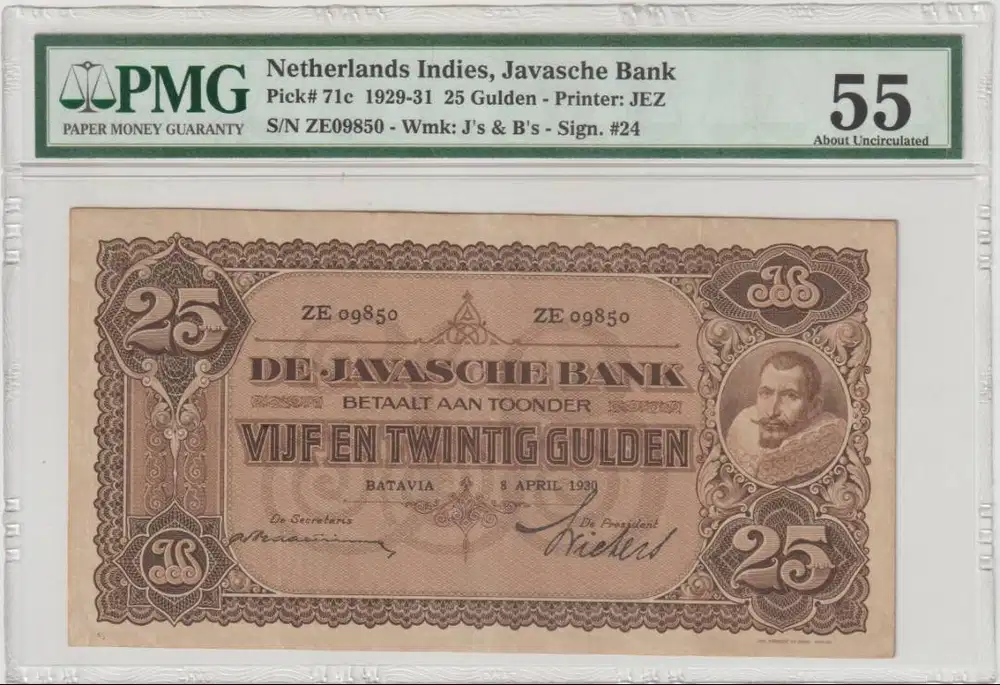 PMG
PAPER MONEY GUARANTY
Netherlands Indies, Javasche Bank
Pick# 71c 1929-31 25 Gulden - Printer: JEZ
S/N ZE09850 - Wmk: J's & B's - Sign. #24
55
About Uncirculated
25
JB
ZE 09850 ZE 09850
DE·JAVASCHE BANK
BETAALT AAN TOONDER
VIJF EN TWINTIG GULDEN
BATAVIA 8 APRIL 1930
De Secretaris De President
JB
25